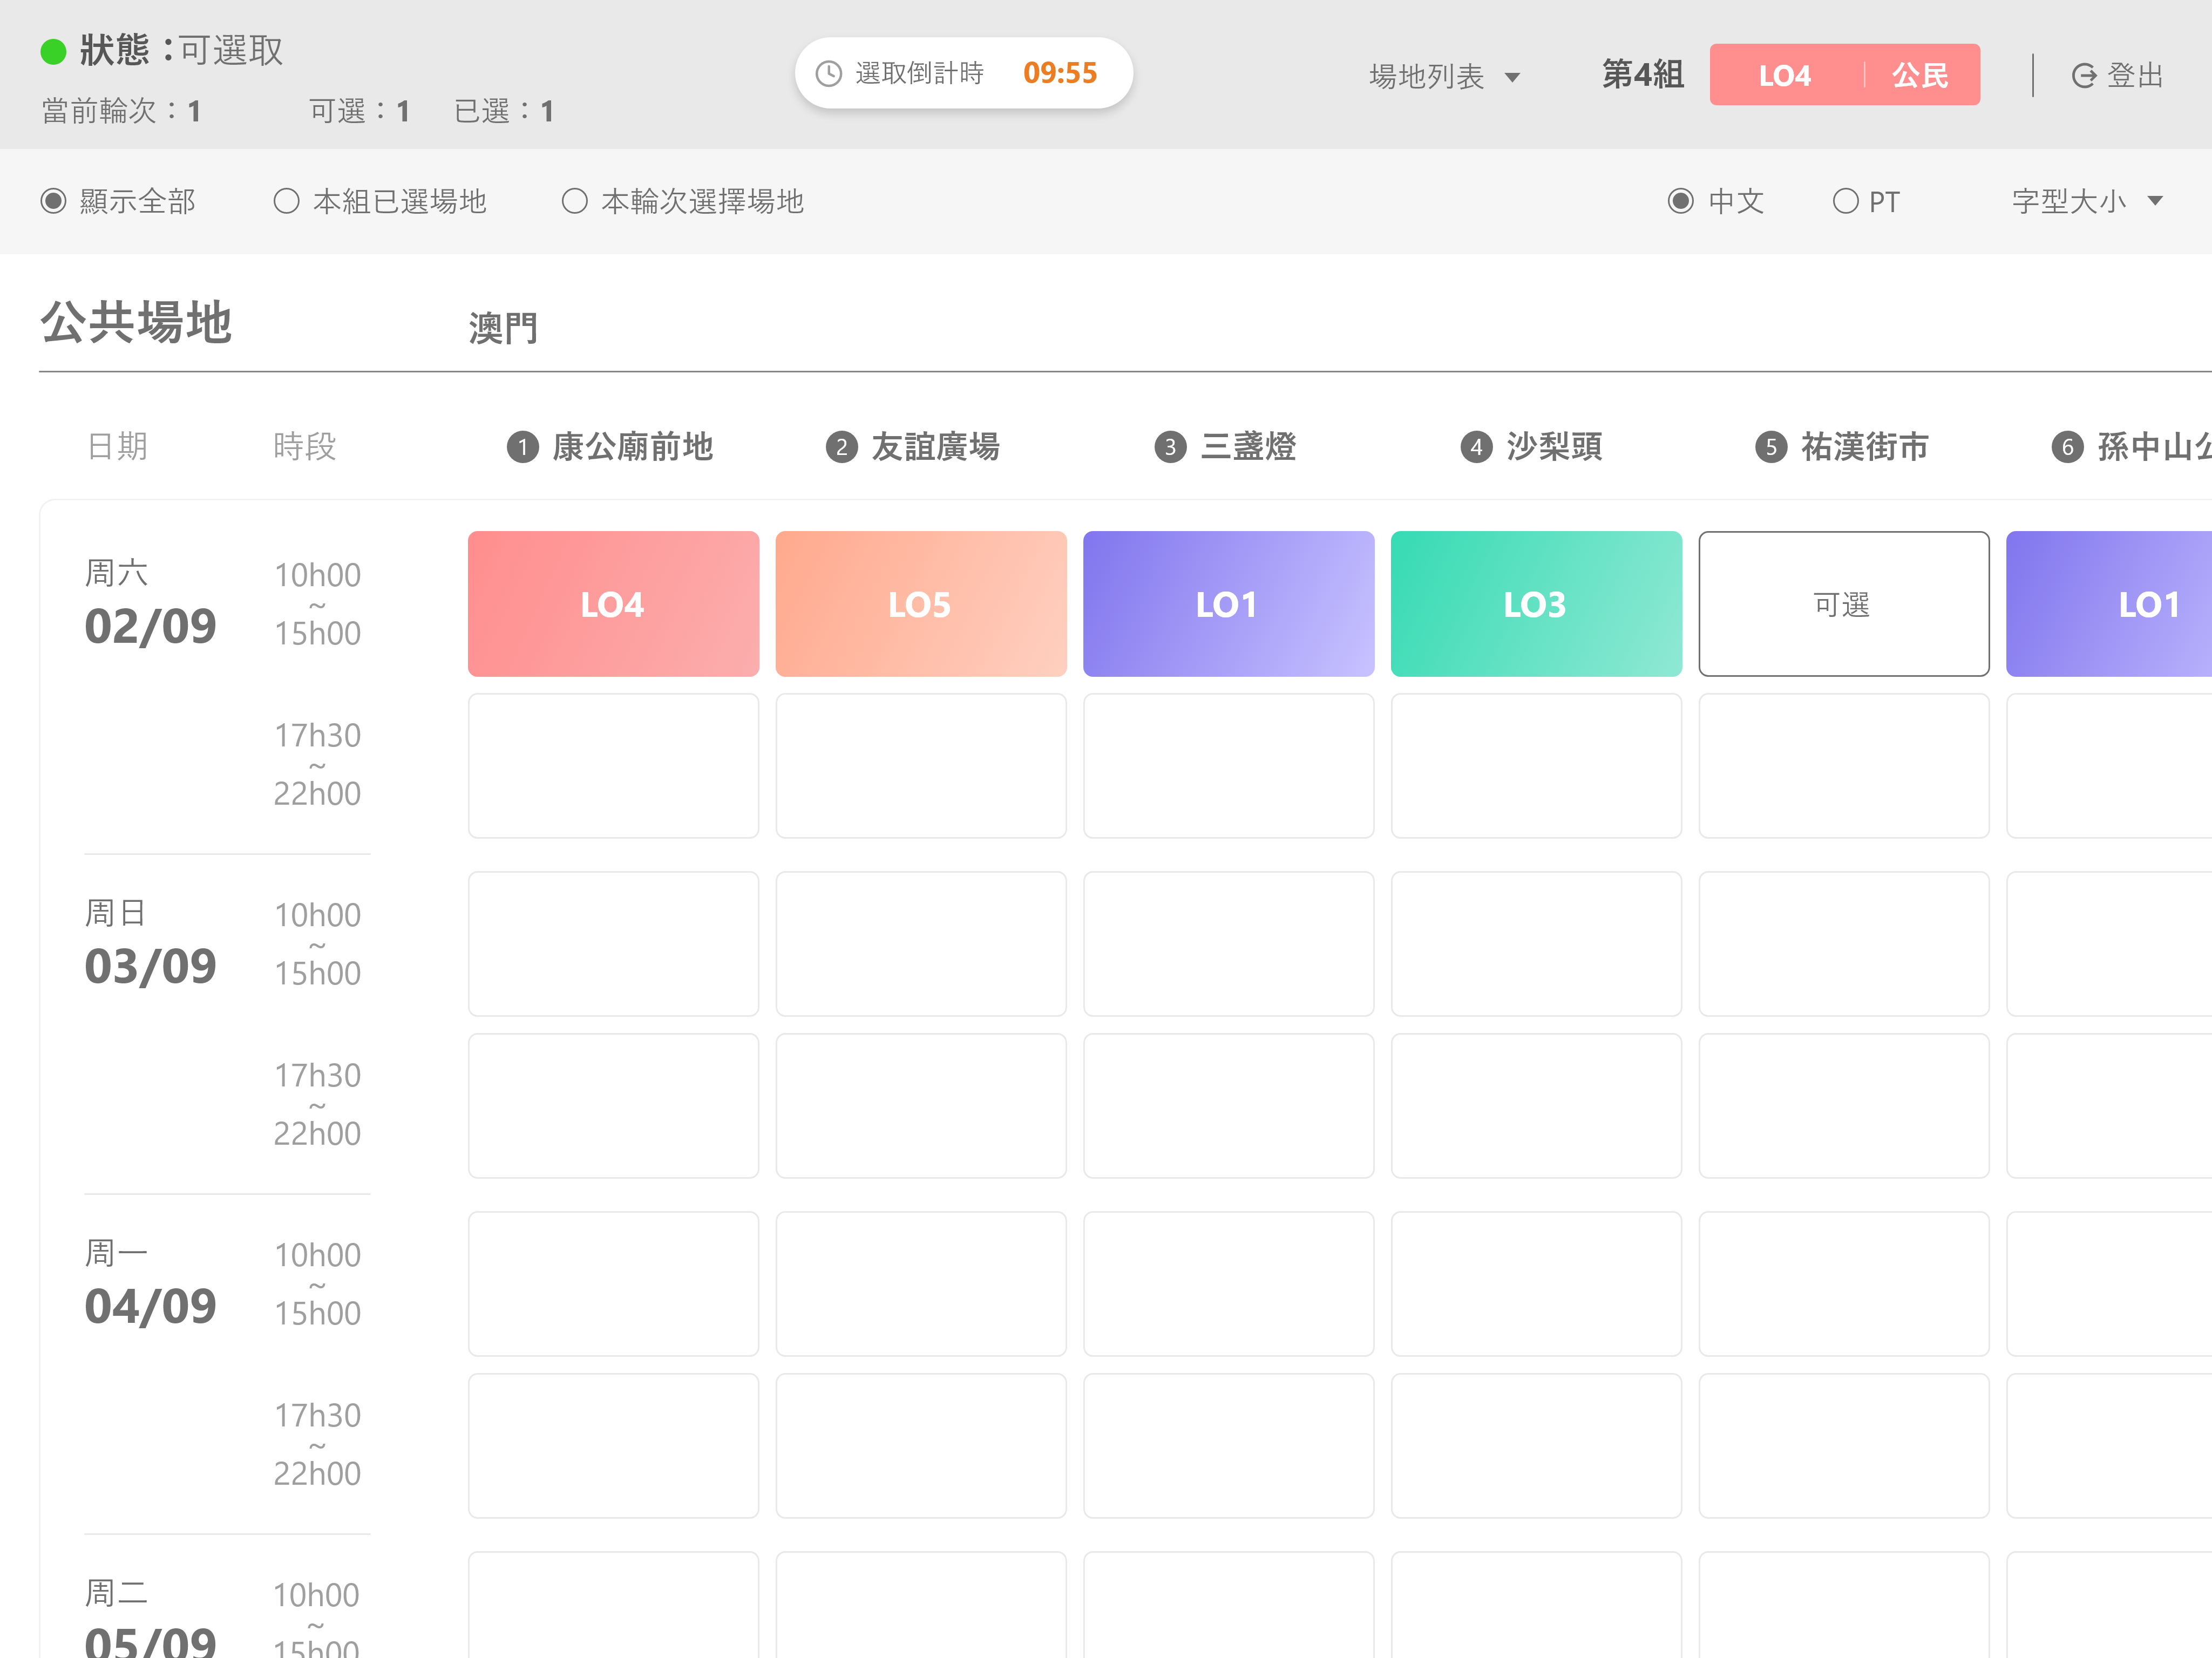 狀態：可選取
當前輪次：1 可選：1 已選：1
選取倒計時 09:55
場地列表
第4組 LO4 公民
登出
顯示全部 本組已選場地 本輪次選擇場地
中文 PT 字型大小
公共場地 澳門
日期 時段 1 康公廟前地 2 友誼廣場 3 三盞燈 4 沙梨頭 5 祐漢街市 6 孫中山公
周六
02/09
10h00
~
15h00
LO4 LO5 LO1 LO3 可選 LO1
17h30
~
22h00
周日
03/09
10h00
~
15h00
17h30
~
22h00
周一
04/09
10h00
~
15h00
17h30
~
22h00
周二
05/09
10h00
~
15h00